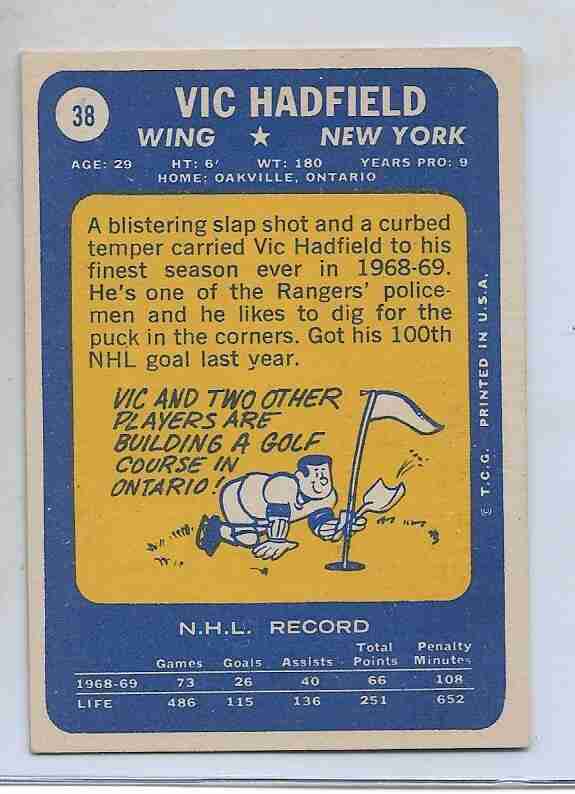 38
VIC HADFIELD
WING ★ NEW YORK
AGE: 29 HT: 6' WT: 180 YEARS PRO: 9
HOME: OAKVILLE, ONTARIO
A blistering slap shot and a curbed
temper carried Vic Hadfield to his
finest season ever in 1968-69.
He's one of the Rangers' police-
men and he likes to dig for the
puck in the corners. Got his 100th
NHL goal last year.
VIC AND TWO OTHER
PLAYERS ARE
BUILDING A GOLF
COURSE IN
ONTARIO!
© T.C.G. PRINTED IN U.S.A.
N.H.L. RECORD
Games Goals Assists Total Points Penalty Minutes
1968-69 73 26 40 66 108
LIFE 486 115 136 251 652